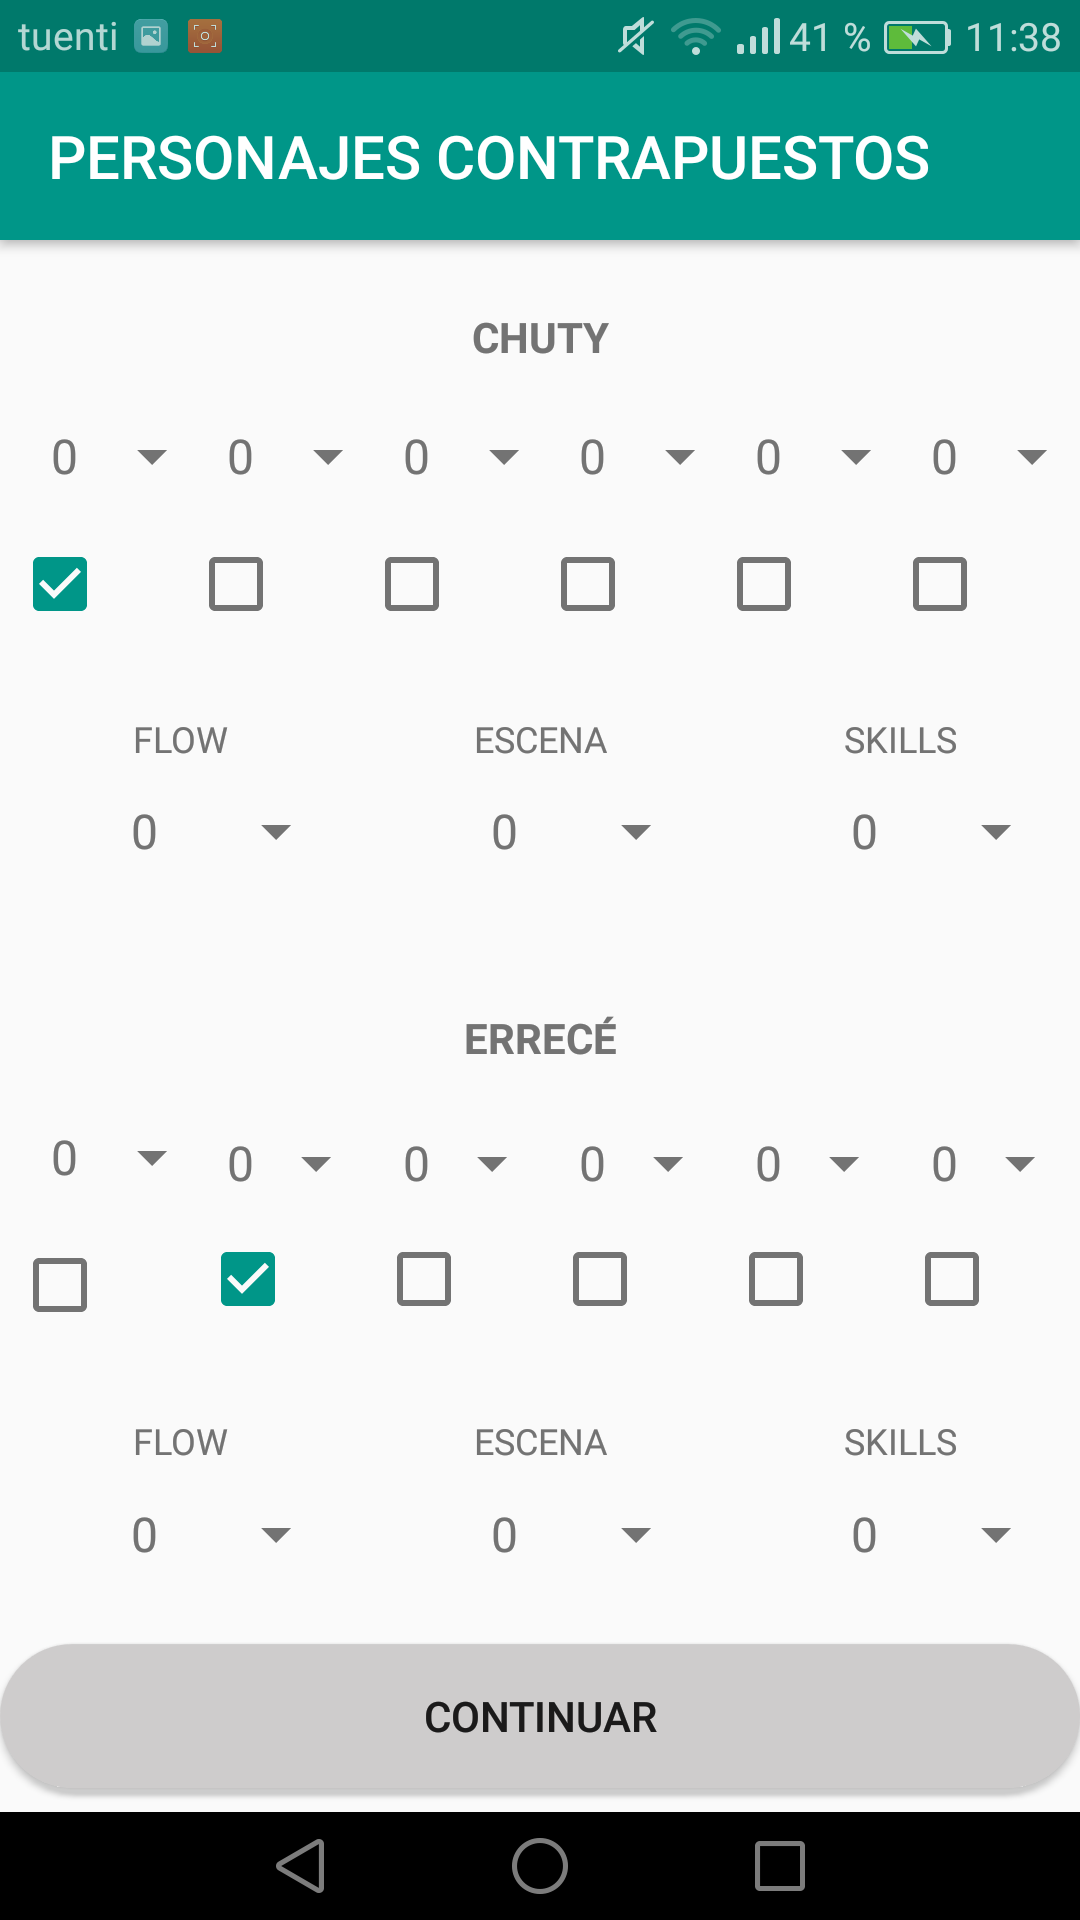 tuenti 41 % 11:38
PERSONAJES CONTRAPUESTOS
CHUTY
0 0 0 0 0 0
FLOW ESCENA SKILLS
0 0 0
ERRECÉ
0 0 0 0 0 0
FLOW ESCENA SKILLS
0 0 0
CONTINUAR